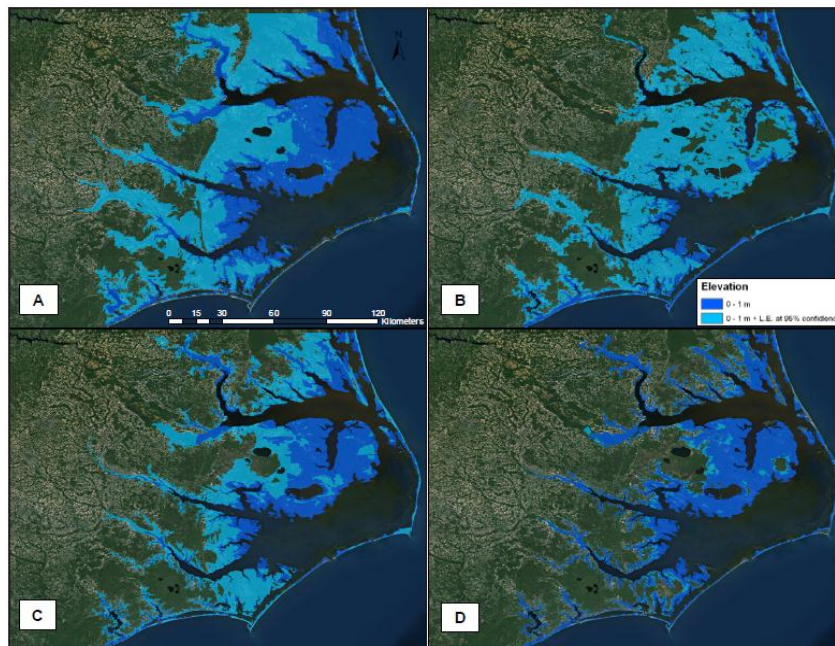 N
A
B
0 15 30 60 90 120
Kilometers
Elevation
0 - 1 m
0 - 1 m + L.E. at 95% confidence
C
D